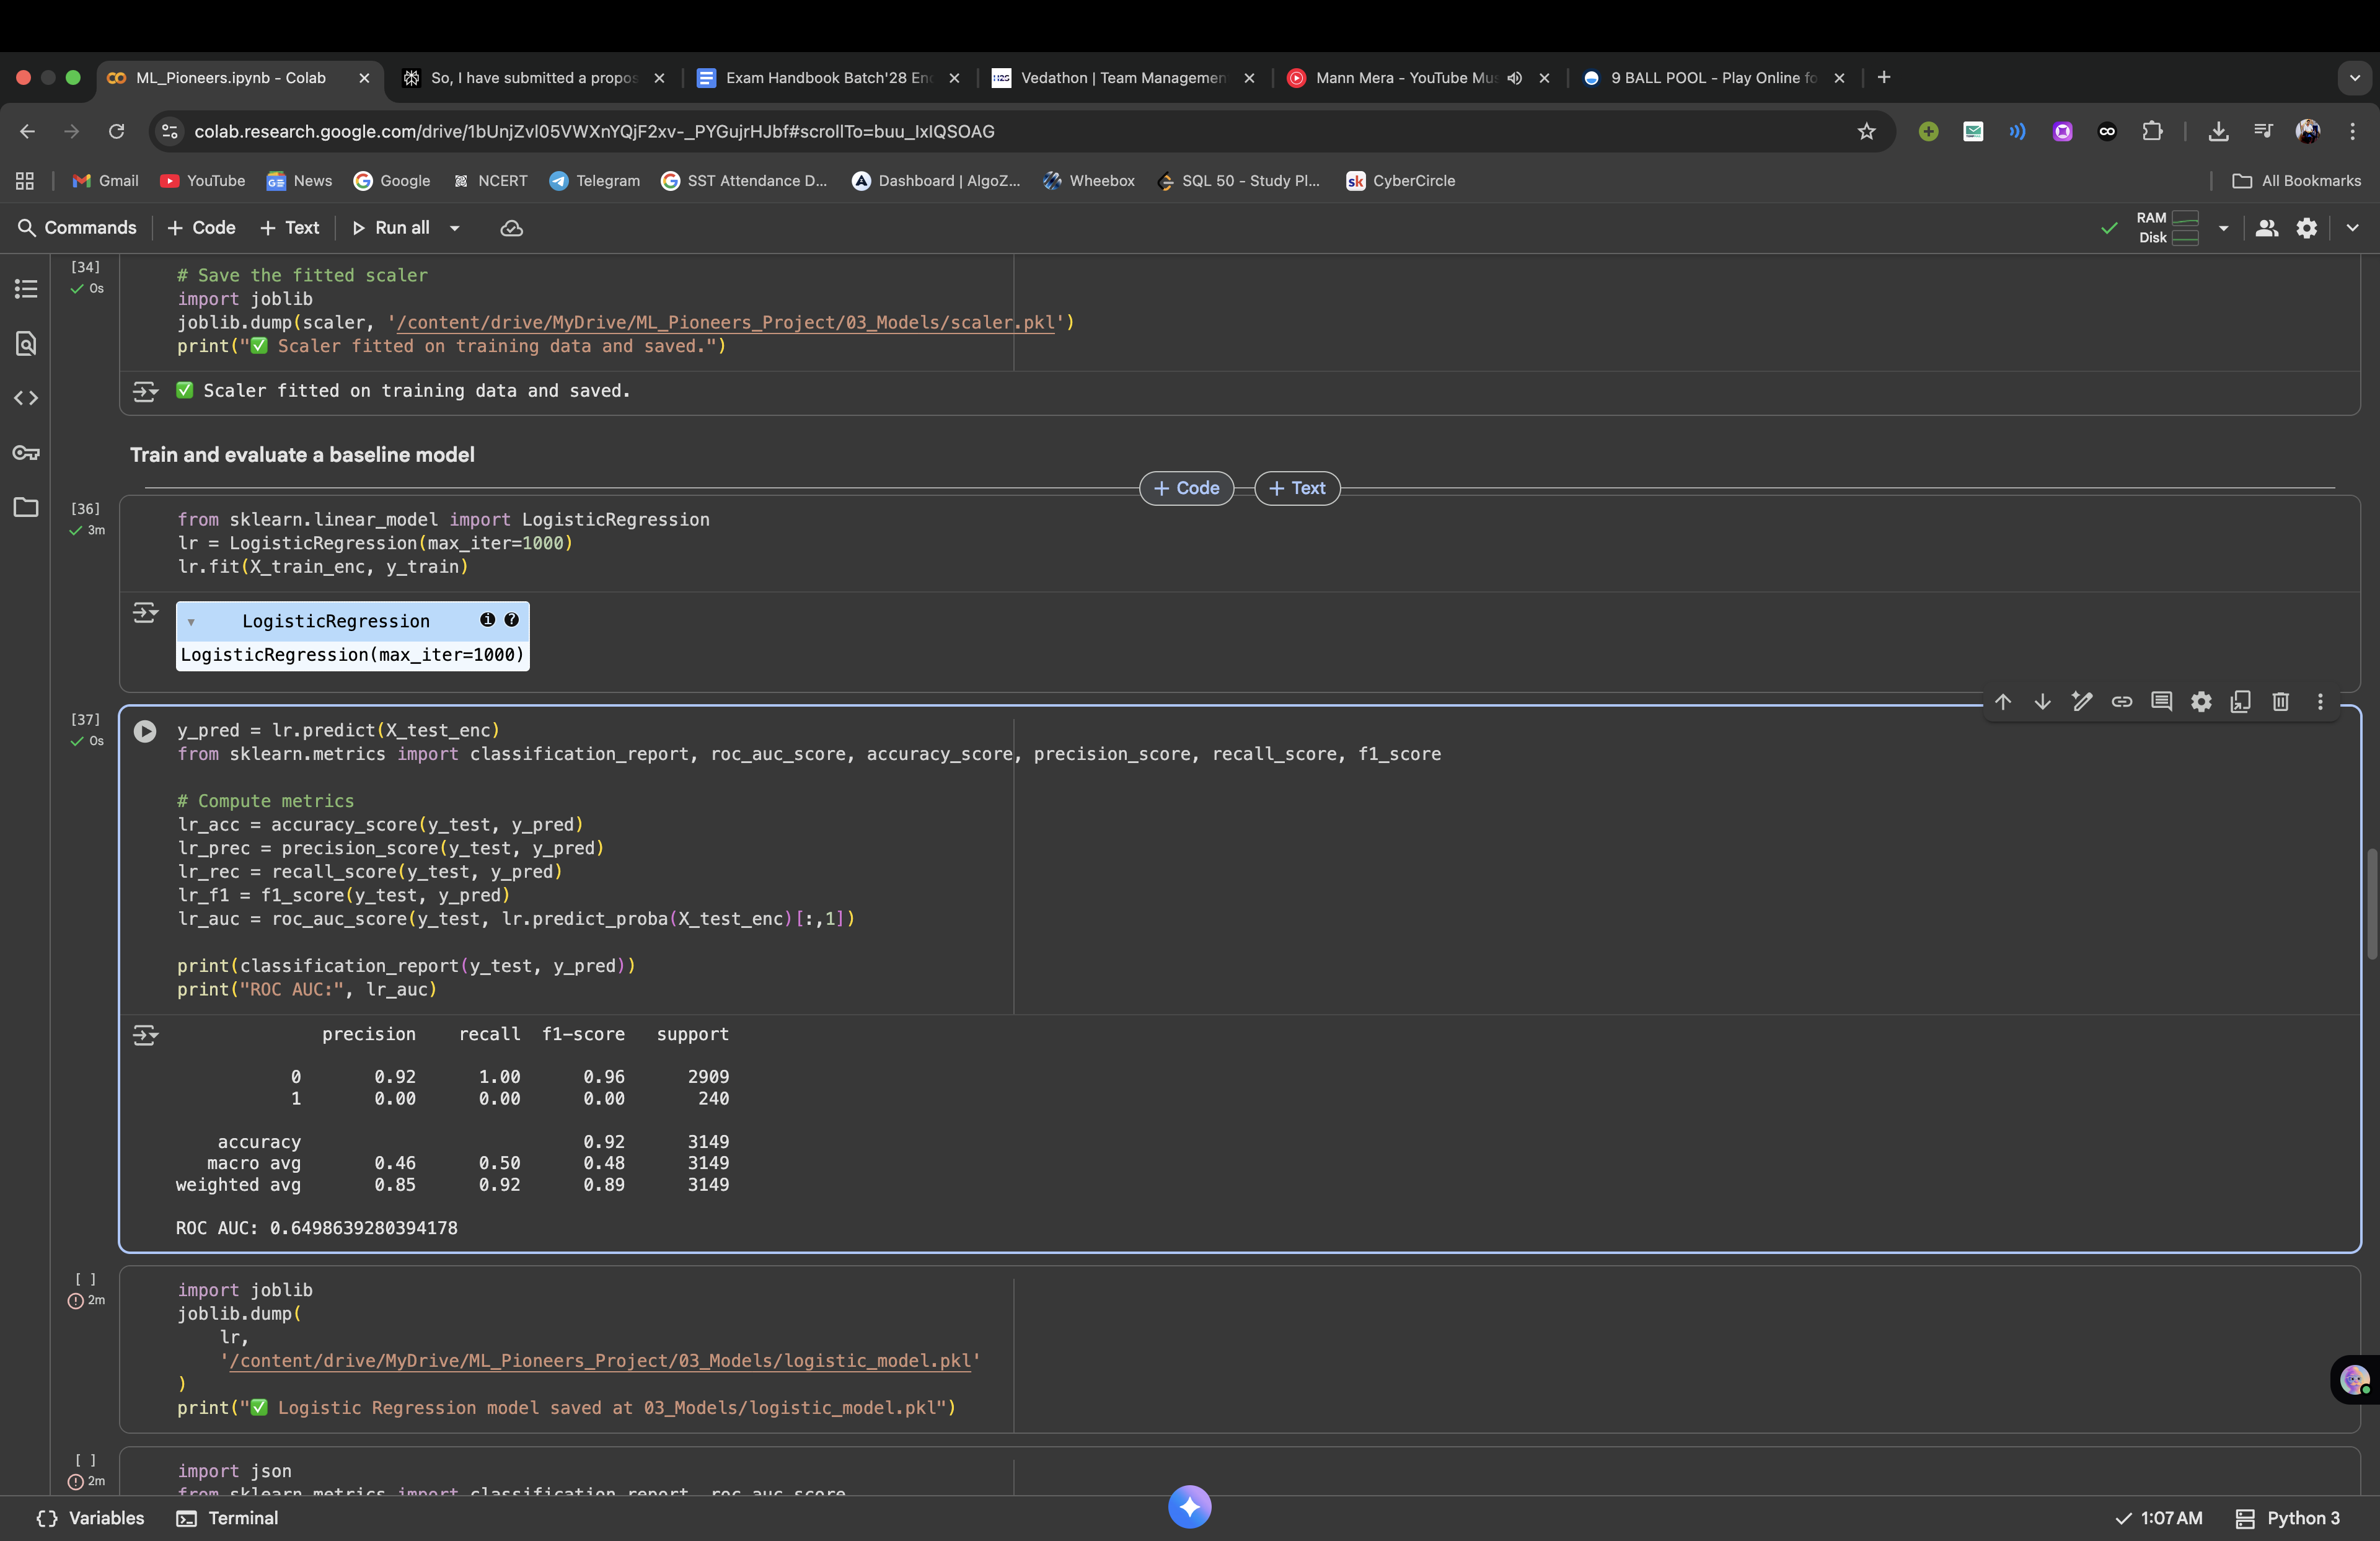 ML_Pioneers.ipynb - Colab
So, I have submitted a propos
Exam Handbook Batch'28 En
Vedathon | Team Managemen
Mann Mera - YouTube Mu
9 BALL POOL - Play Online fo
colab.research.google.com/drive/1bUnjZvl05VWXnYQjF2xv-_PYGujrHJbf#scrollTo=buu_IxIQSOAG
Gmail
YouTube
News
Google
NCERT
Telegram
SST Attendance D...
Dashboard | AlgoZ...
Wheebox
SQL 50 - Study Pl...
CyberCircle
All Bookmarks
Commands + Code + Text Run all
RAM
Disk
[34]
0s
# Save the fitted scaler
import joblib
joblib.dump(scaler, '/content/drive/MyDrive/ML_Pioneers_Project/03_Models/scaler.pkl')
print("✅ Scaler fitted on training data and saved.")
✅ Scaler fitted on training data and saved.
Train and evaluate a baseline model
+ Code + Text
[36]
3m
from sklearn.linear_model import LogisticRegression
lr = LogisticRegression(max_iter=1000)
lr.fit(X_train_enc, y_train)
LogisticRegression
LogisticRegression(max_iter=1000)
[37]
0s
y_pred = lr.predict(X_test_enc)
from sklearn.metrics import classification_report, roc_auc_score, accuracy_score, precision_score, recall_score, f1_score
# Compute metrics
lr_acc = accuracy_score(y_test, y_pred)
lr_prec = precision_score(y_test, y_pred)
lr_rec = recall_score(y_test, y_pred)
lr_f1 = f1_score(y_test, y_pred)
lr_auc = roc_auc_score(y_test, lr.predict_proba(X_test_enc)[:,1])
print(classification_report(y_test, y_pred))
print("ROC AUC:", lr_auc)
precision recall f1-score support
0 0.92 1.00 0.96 2909
1 0.00 0.00 0.00 240
accuracy 0.92 3149
macro avg 0.46 0.50 0.48 3149
weighted avg 0.85 0.92 0.89 3149
ROC AUC: 0.6498639280394178
[ ]
2m
import joblib
joblib.dump(
lr,
'/content/drive/MyDrive/ML_Pioneers_Project/03_Models/logistic_model.pkl'
)
print("✅ Logistic Regression model saved at 03_Models/logistic_model.pkl")
[ ]
2m
import json
from sklearn.metrics import classification_report, roc_auc_score
Variables
Terminal
1:07 AM
Python 3